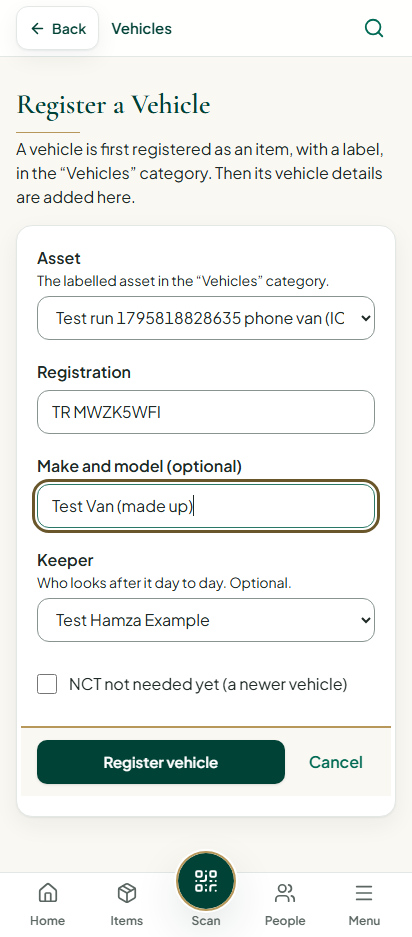 Back
Vehicles
Register a Vehicle
A vehicle is first registered as an item, with a label,
in the “Vehicles” category. Then its vehicle details
are added here.
Asset
The labelled asset in the “Vehicles” category.
Test run 1795818828635 phone van (IC
Registration
TR MWZK5WFI
Make and model (optional)
Test Van (made up)
Keeper
Who looks after it day to day. Optional.
Test Hamza Example
NCT not needed yet (a newer vehicle)
Register vehicle
Cancel
Home
Items
Scan
People
Menu